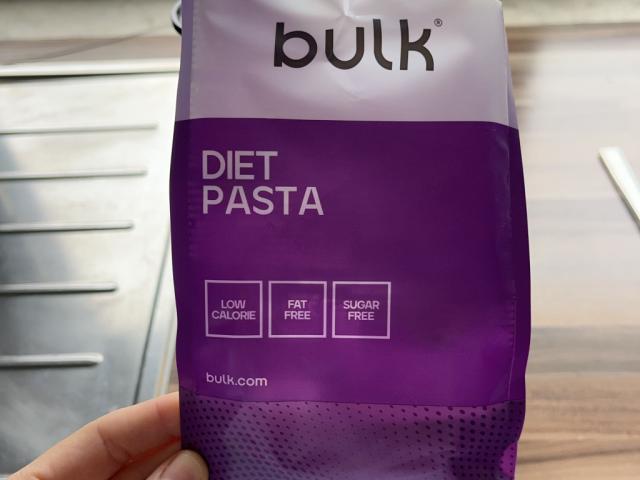 bulk®
DIET
PASTA
LOW
CALORIE
FAT
FREE
SUGAR
FREE
bulk.com